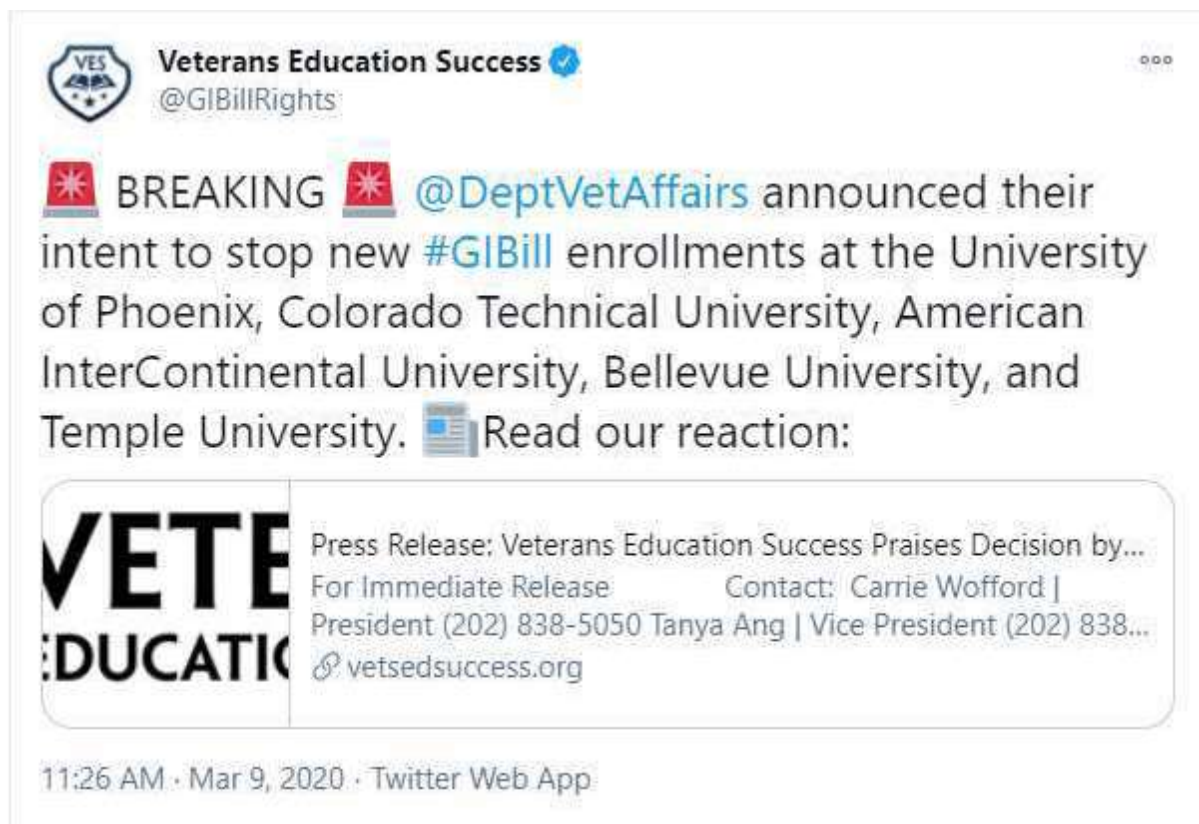 VES
Veterans Education Success
@GIBillRights
BREAKING @DeptVetAffairs announced their
intent to stop new #GIBill enrollments at the University
of Phoenix, Colorado Technical University, American
InterContinental University, Bellevue University, and
Temple University. Read our reaction:
VETE
EDUCATI
Press Release: Veterans Education Success Praises Decision by...
For Immediate Release Contact: Carrie Wofford |
President (202) 838-5050 Tanya Ang | Vice President (202) 838...
vetsedsuccess.org
11:26 AM · Mar 9, 2020 · Twitter Web App